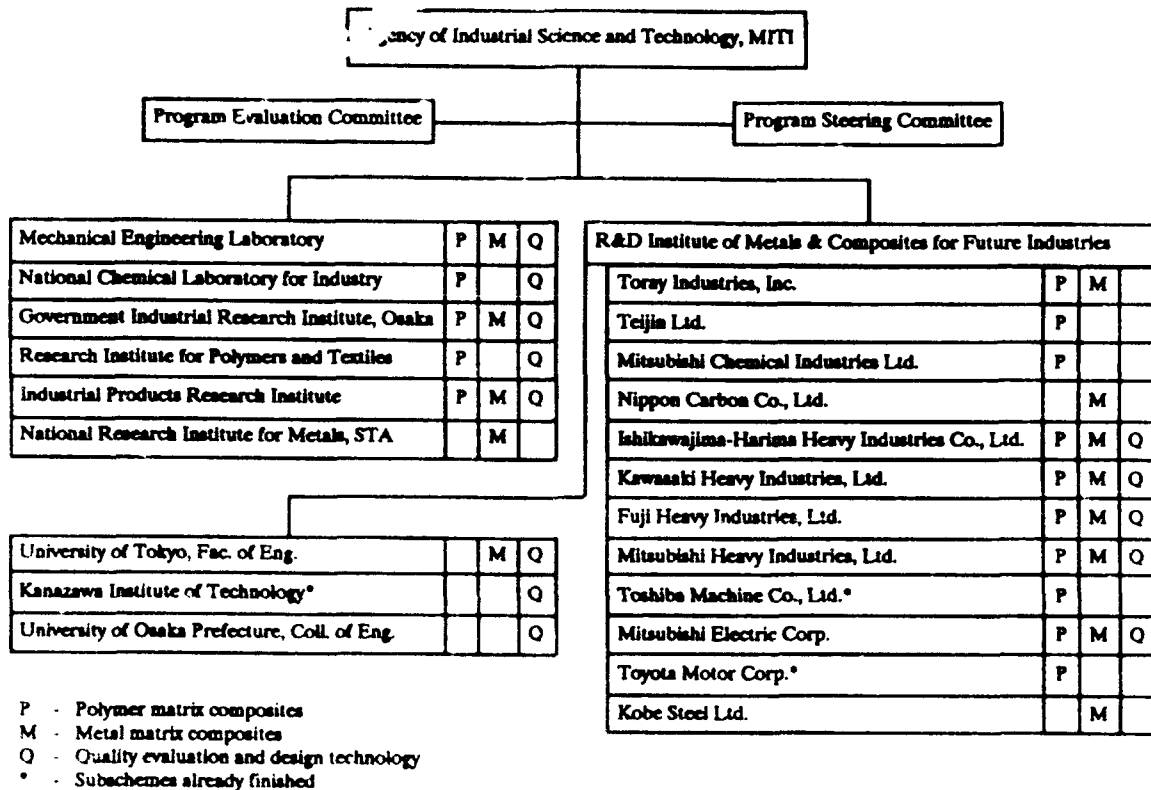 of Industrial Science and Technology, MITI
Program Evaluation Committee
Program Steering Committee
Mechanical Engineering Laboratory P M Q
National Chemical Laboratory for Industry P Q
Government Industrial Research Institute, Osaka P M Q
Research Institute for Polymers and Textiles P Q
Industrial Products Research Institute P M Q
National Research Institute for Metals, STA M
University of Tokyo, Fac. of Eng. M Q
Kanazawa Institute of Technology* Q
University of Osaka Prefecture, Coll. of Eng. Q
R&D Institute of Metals & Composites for Future Industries
Toray Industries, Inc. P M
Teijin Ltd. P
Mitsubishi Chemical Industries Ltd. P
Nippon Carbon Co., Ltd. M
Ishikawajima-Harima Heavy Industries Co., Ltd. P M Q
Kawasaki Heavy Industries, Ltd. P M Q
Fuji Heavy Industries, Ltd. P M Q
Mitsubishi Heavy Industries, Ltd. P M Q
Toshiba Machine Co., Ltd.* P
Mitsubishi Electric Corp. P M Q
Toyota Motor Corp.* P
Kobe Steel Ltd. M
P - Polymer matrix composites
M - Metal matrix composites
Q - Quality evaluation and design technology
* - Subschemes already finished